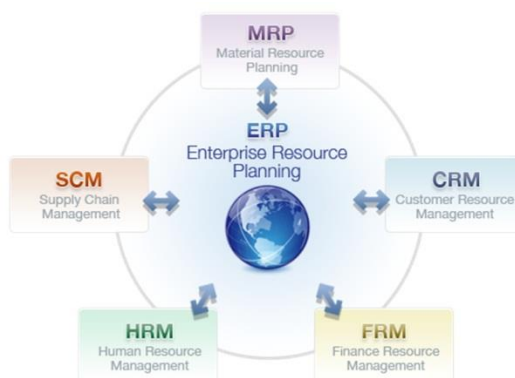 MRP
Material Resource
Planning
ERP
Enterprise Resource
Planning
SCM
Supply Chain
Management
CRM
Customer Resource
Management
HRM
Human Resource
Management
FRM
Finance Resource
Management